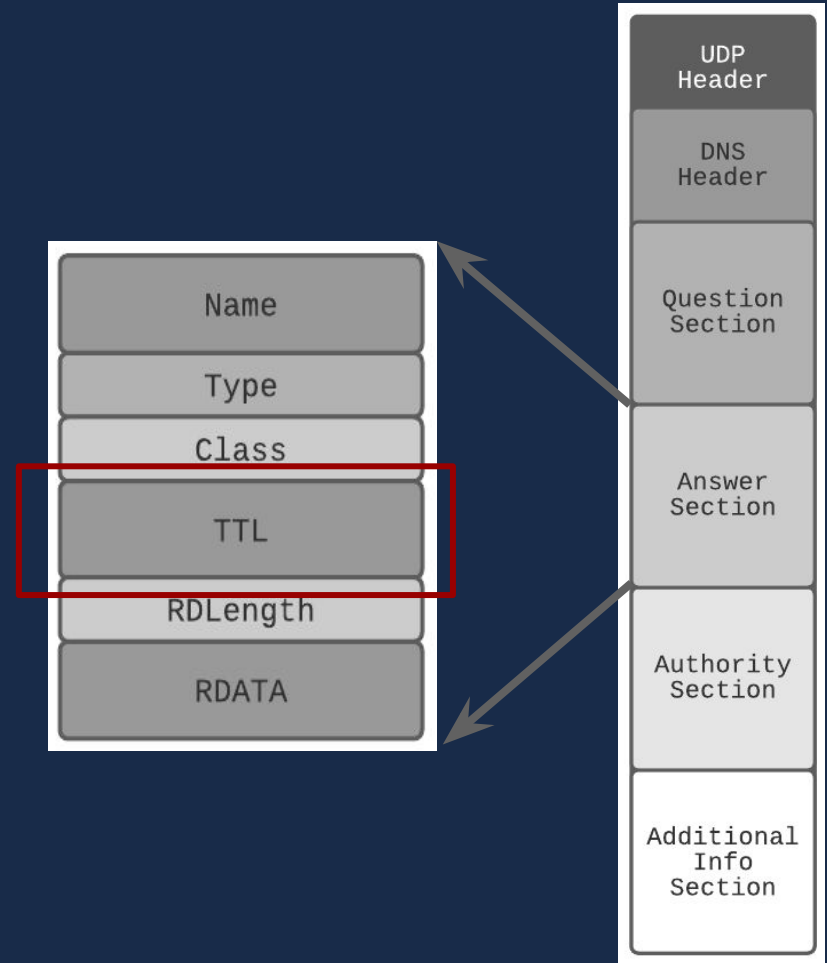 UDP
Header
DNS
Header
Question
Section
Answer
Section
Authority
Section
Additional
Info
Section
Name
Type
Class
TTL
RDLength
RDATA